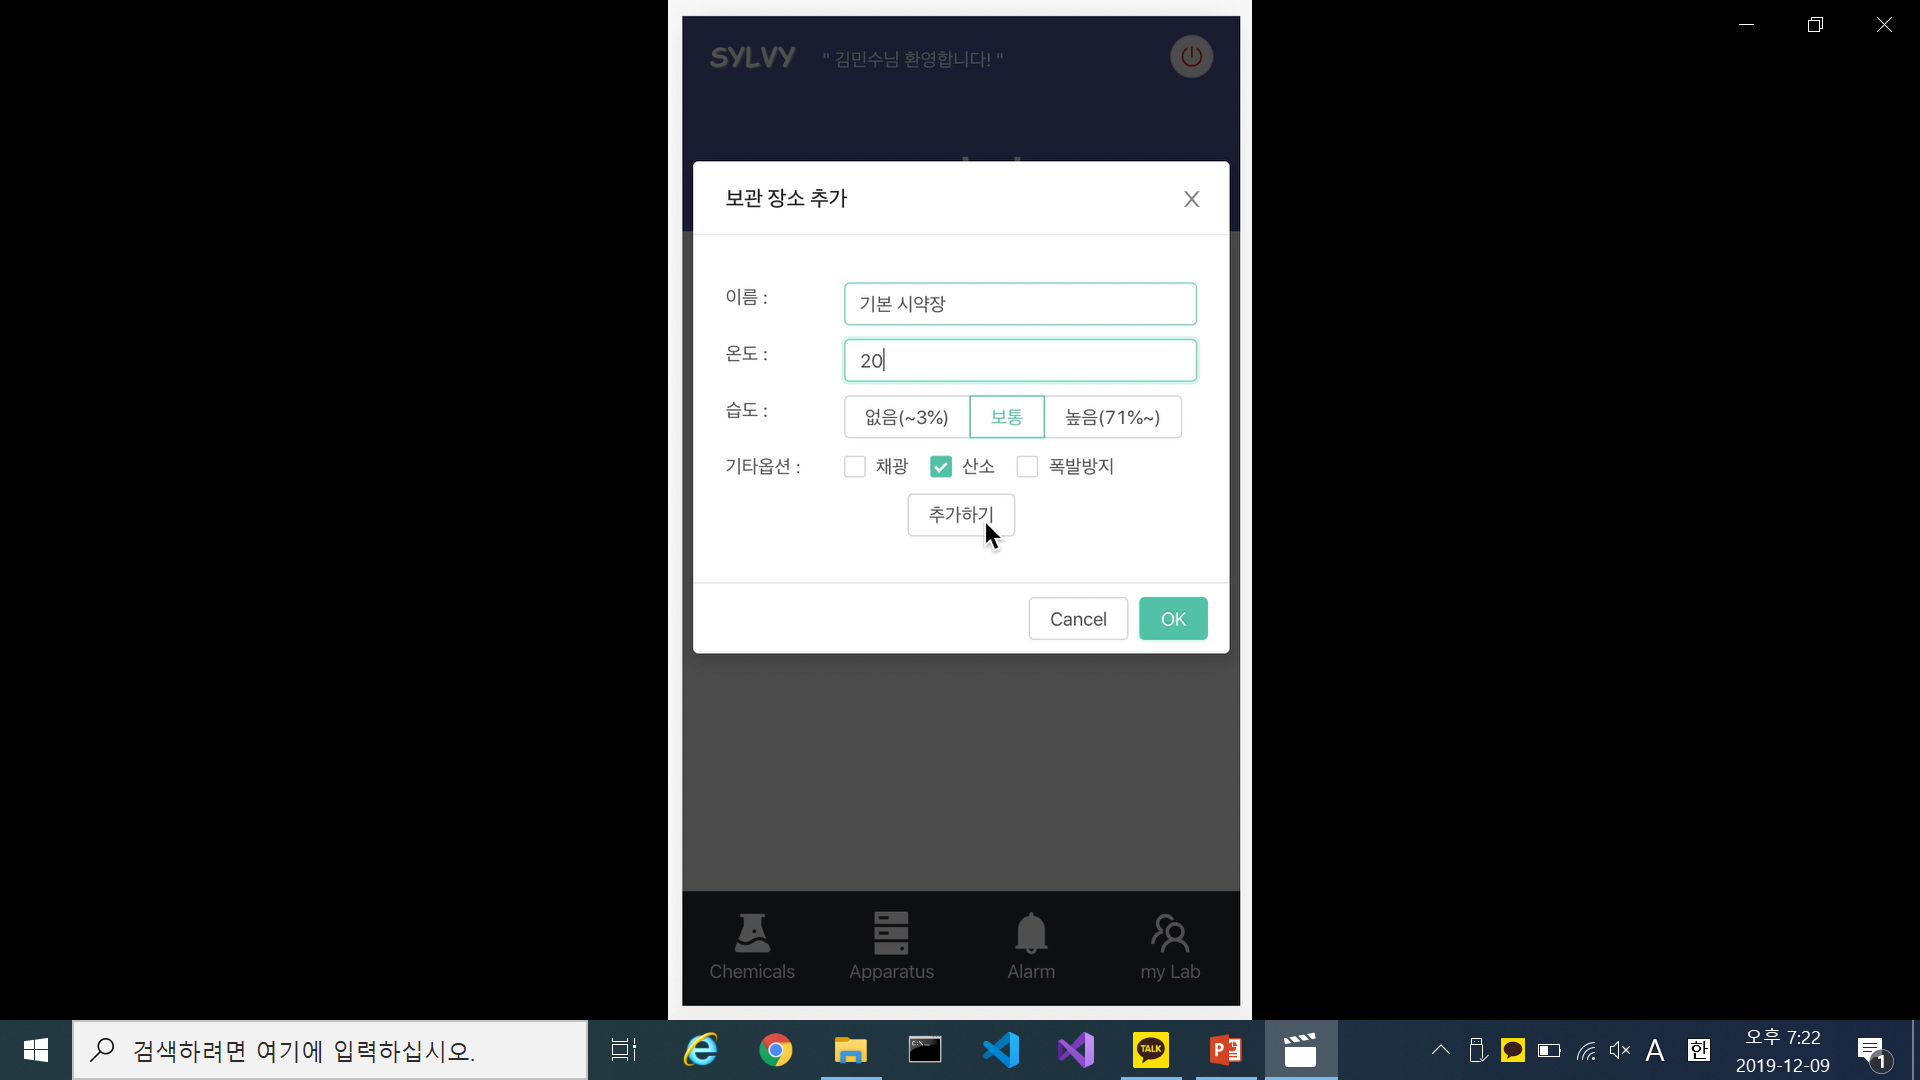 SYLVY " 김민수님 환영합니다! "
보관 장소 추가
이름 : 기본 시약장
온도 : 20
습도 : 없음(~3%) 보통 높음(71%~)
기타옵션 : 채광 산소 폭발방지
추가하기
Cancel OK
Chemicals Apparatus Alarm my Lab
검색하려면 여기에 입력하십시오.
TALK
A 한 오후 7:22
2019-12-09
1